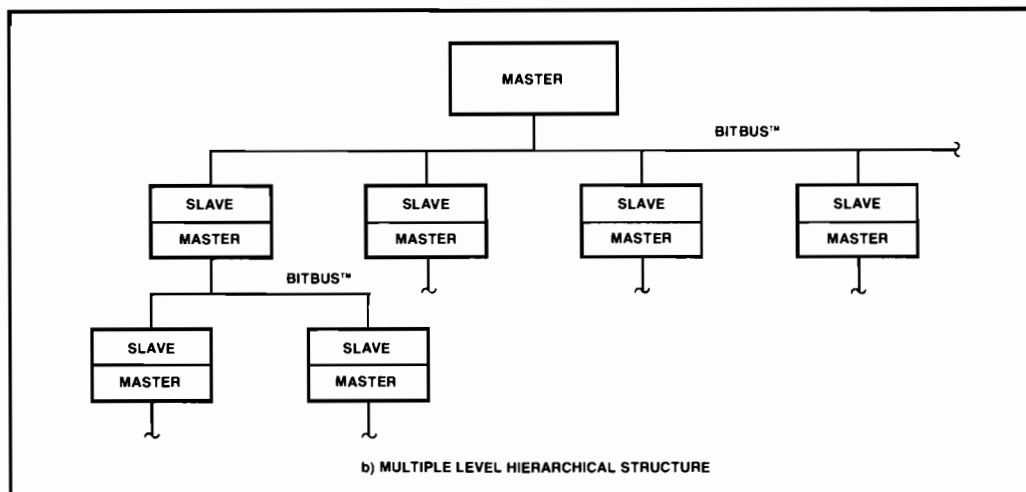 MASTER
BITBUS™
SLAVE SLAVE SLAVE SLAVE
MASTER MASTER MASTER MASTER
BITBUS™
SLAVE SLAVE
MASTER MASTER
b) MULTIPLE LEVEL HIERARCHICAL STRUCTURE